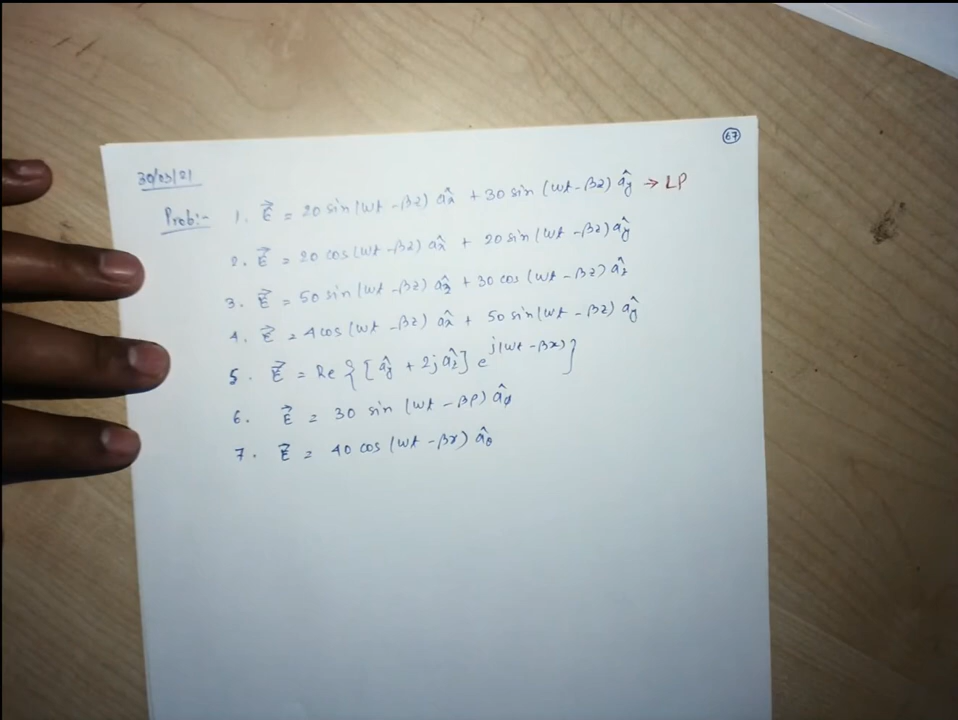 67
30/03/21
Prob:- 1. E⃗ = 20 sin (ωt - βz) âx + 30 sin (ωt - βz) ây → LP
2. E⃗ = 20 cos (ωt - βz) âx + 20 sin (ωt - βz) ây
3. E⃗ = 50 sin (ωt - βz) + 30 cos (ωt - βz)
4. E⃗ = 4 cos (ωt - βz) âx + 50 sin (ωt - βz) ây
5. E⃗ = Re { [ây + 2j âz] e^j(ωt - βx) }
6. E⃗ = 30 sin (ωt - βρ) âφ
7. E⃗ = 40 cos (ωt - βr) âθ